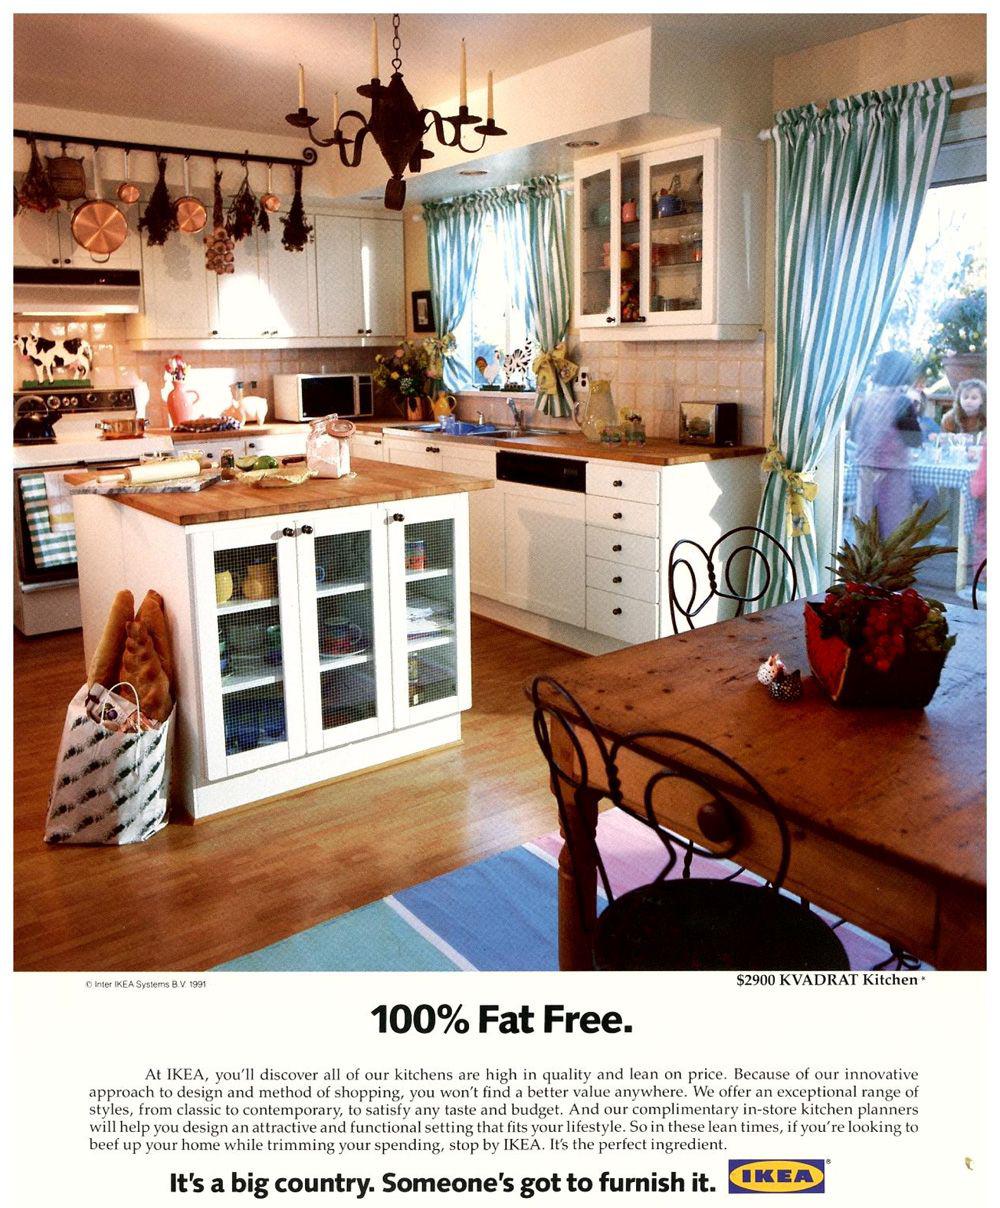 © Inter IKEA Systems B.V. 1991
$2900 KVADRAT Kitchen*
100% Fat Free.
At IKEA, you'll discover all of our kitchens are high in quality and lean on price. Because of our innovative
approach to design and method of shopping, you won't find a better value anywhere. We offer an exceptional range of
styles, from classic to contemporary, to satisfy any taste and budget. And our complimentary in-store kitchen planners
will help you design an attractive and functional setting that fits your lifestyle. So in these lean times, if you're looking to
beef up your home while trimming your spending, stop by IKEA. It's the perfect ingredient.
It's a big country. Someone's got to furnish it. IKEA®